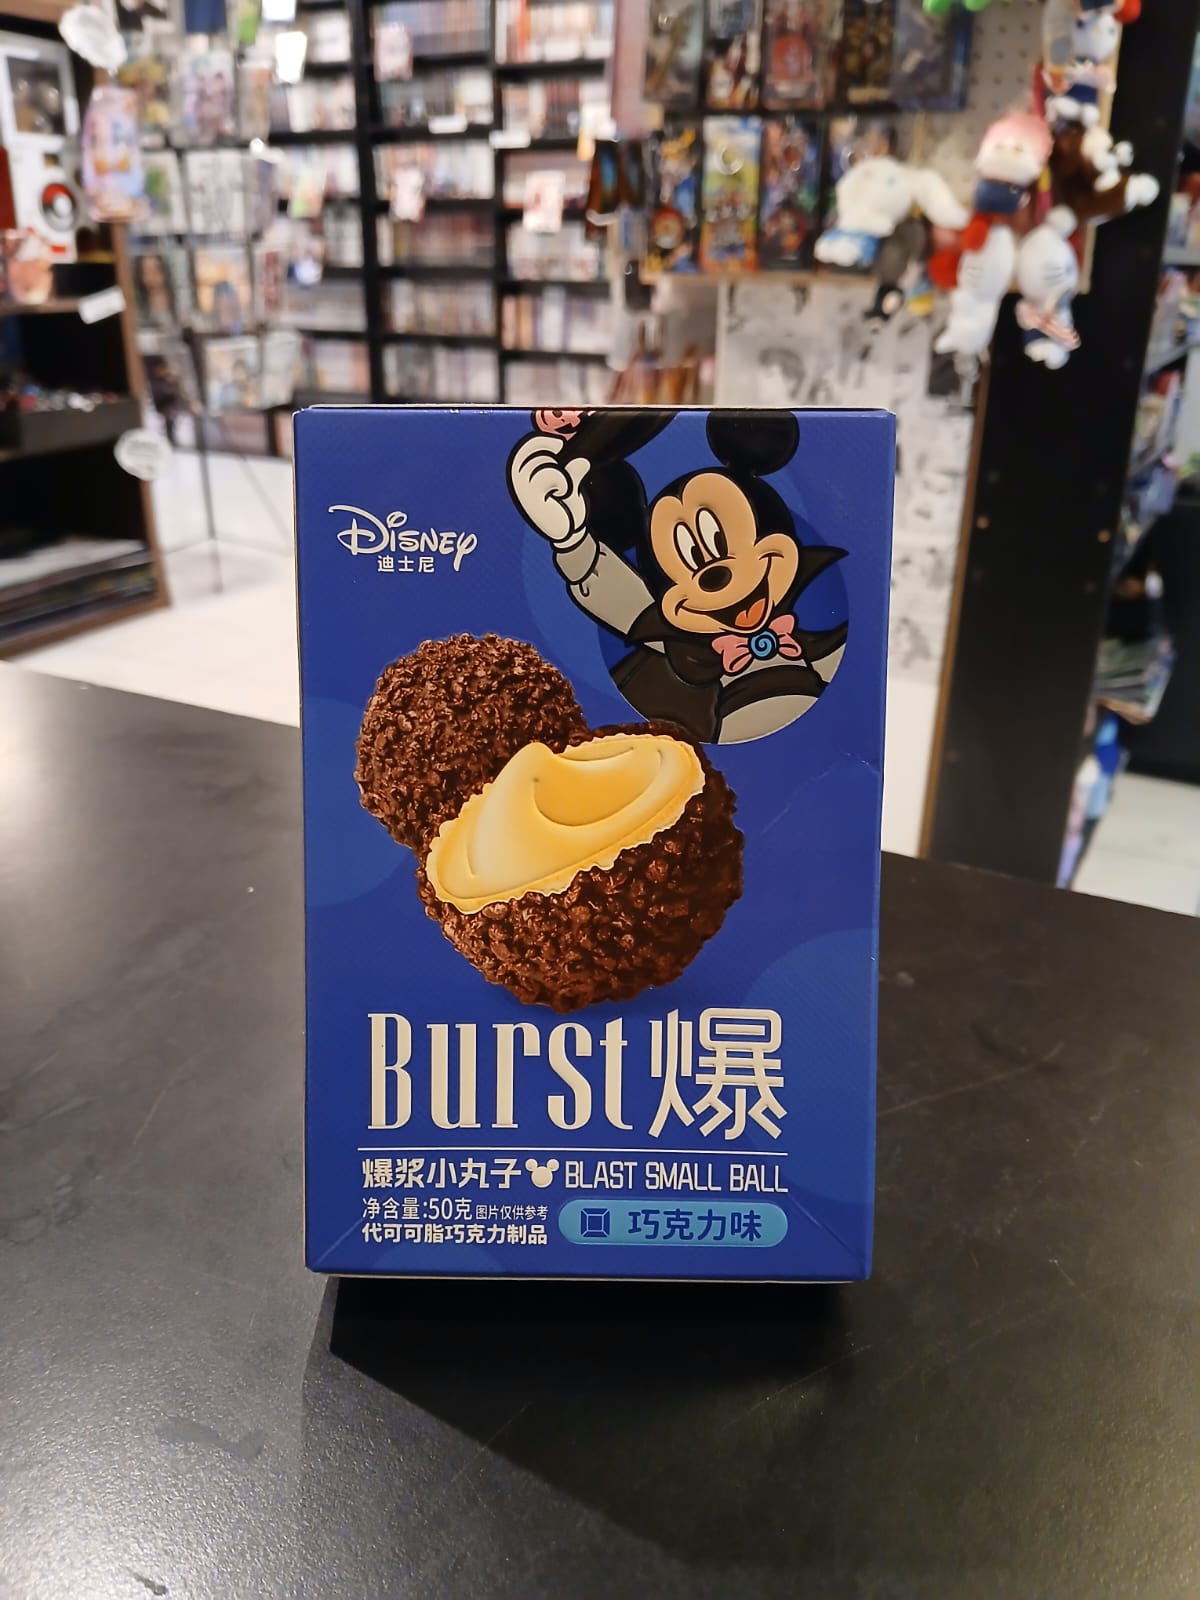 Disney
迪士尼
Burst爆
爆浆小丸子 BLAST SMALL BALL
净含量:50克 图片仅供参考
代可可脂巧克力制品
巧克力味